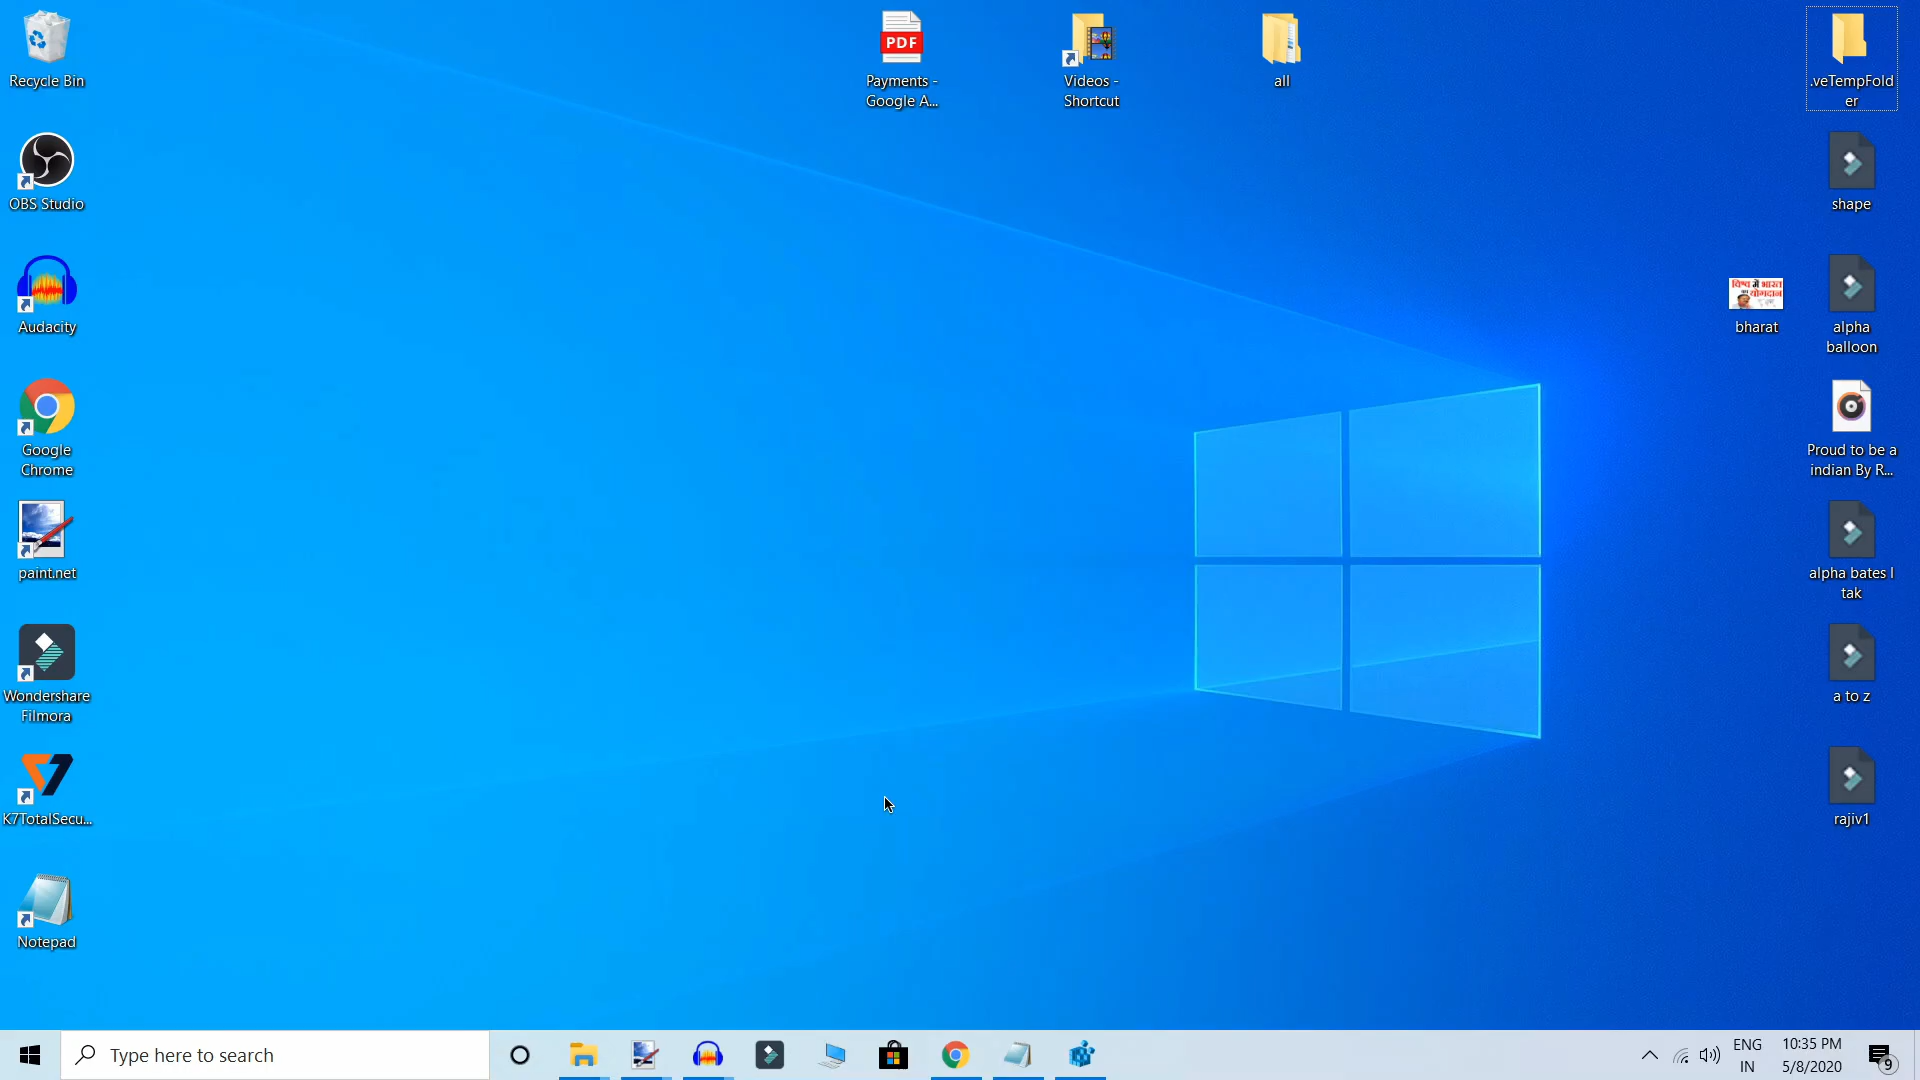 Recycle Bin
OBS Studio
Audacity
Google
Chrome
paint.net
Wondershare
Filmora
K7TotalSecu...
Notepad
PDF
Payments -
Google A...
Videos -
Shortcut
all
.veTempFold
er
shape
विश्व में भारत
का योगदान
bharat
alpha
balloon
Proud to be a
indian By R...
alpha bates l
tak
a to z
rajiv1
Type here to search
ENG
IN
10:35 PM
5/8/2020
9